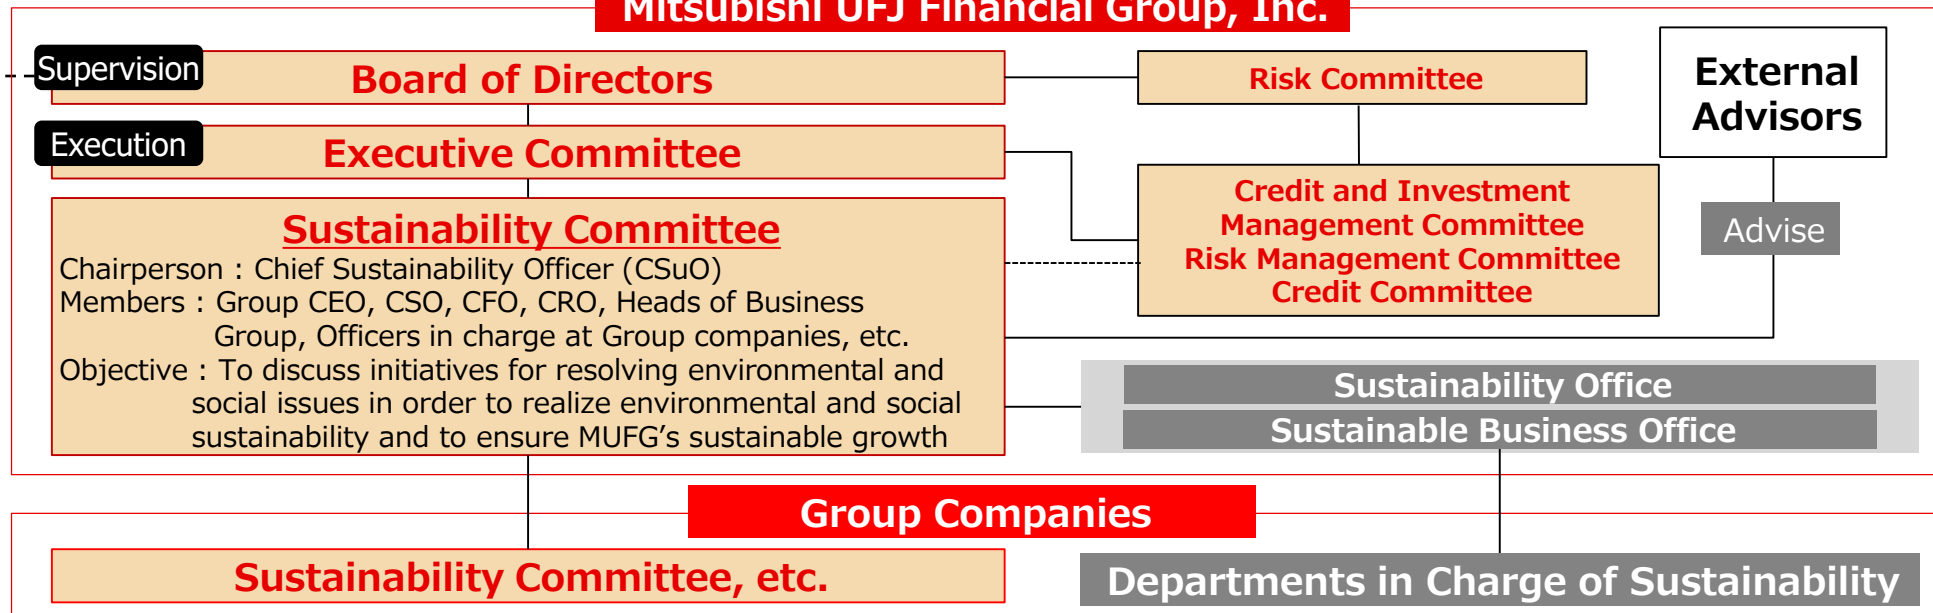 Mitsubishi UFJ Financial Group, Inc.
Supervision
Board of Directors
Risk Committee
External
Advisors
Execution
Executive Committee
Credit and Investment
Management Committee
Risk Management Committee
Credit Committee
Advise
Sustainability Committee
Chairperson : Chief Sustainability Officer (CSuO)
Members : Group CEO, CSO, CFO, CRO, Heads of Business
Group, Officers in charge at Group companies, etc.
Objective : To discuss initiatives for resolving environmental and
social issues in order to realize environmental and social
sustainability and to ensure MUFG’s sustainable growth
Sustainability Office
Sustainable Business Office
Group Companies
Sustainability Committee, etc.
Departments in Charge of Sustainability